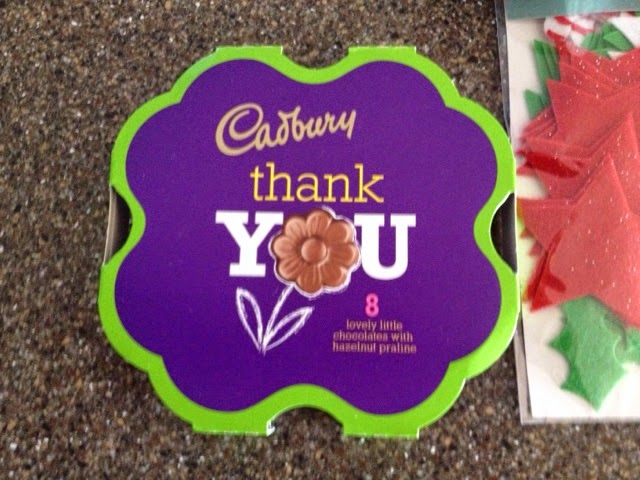 Cadbury
thank
YOU
8
lovely little
chocolates with
hazelnut praline